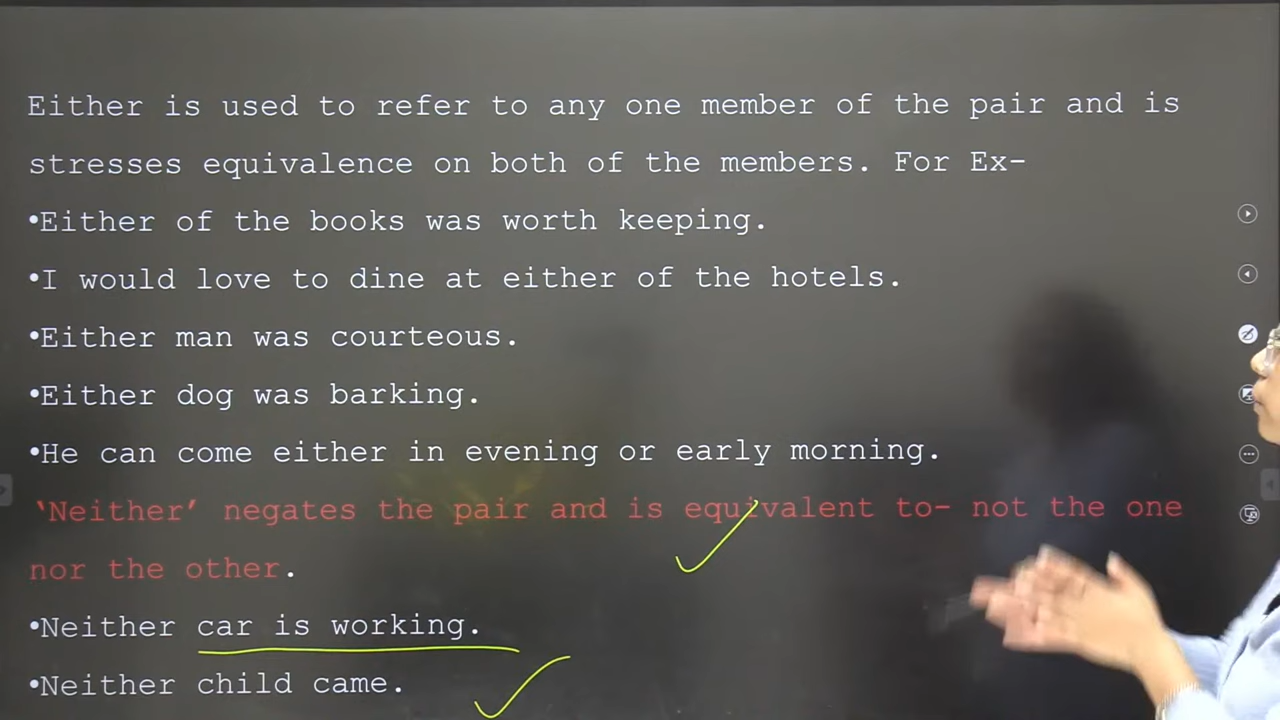 Either is used to refer to any one member of the pair and is
stresses equivalence on both of the members. For Ex-
•Either of the books was worth keeping.
•I would love to dine at either of the hotels.
•Either man was courteous.
•Either dog was barking.
•He can come either in evening or early morning.
‘Neither’ negates the pair and is equivalent to- not the one
nor the other.
•Neither car is working.
•Neither child came.